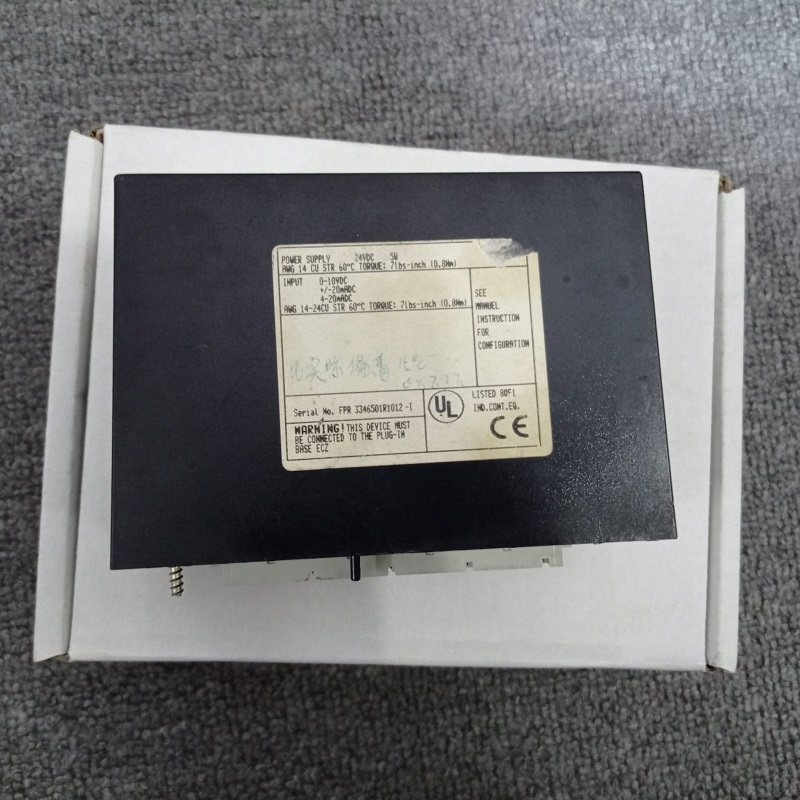 POWER SUPPLY 24VDC 5W
AWG 14 CU STR 60°C TORQUE: 7lbs-inch (0.8Nm)
INPUT 0-10VDC
+/-20mADC
4-20mADC
AWG 14-24CU STR 60°C TORQUE: 7lbs-inch (0.8Nm)
SEE
MANUEL
INSTRUCTION
FOR
CONFIGURATION
偏高
Serial No. FPR 3346501R1012 -1
WARNING! THIS DEVICE MUST
BE CONNECTED TO THE PLUG-IN
BASE ECZ
UL
LISTED 80F1
IND.CONT.EQ.
CE